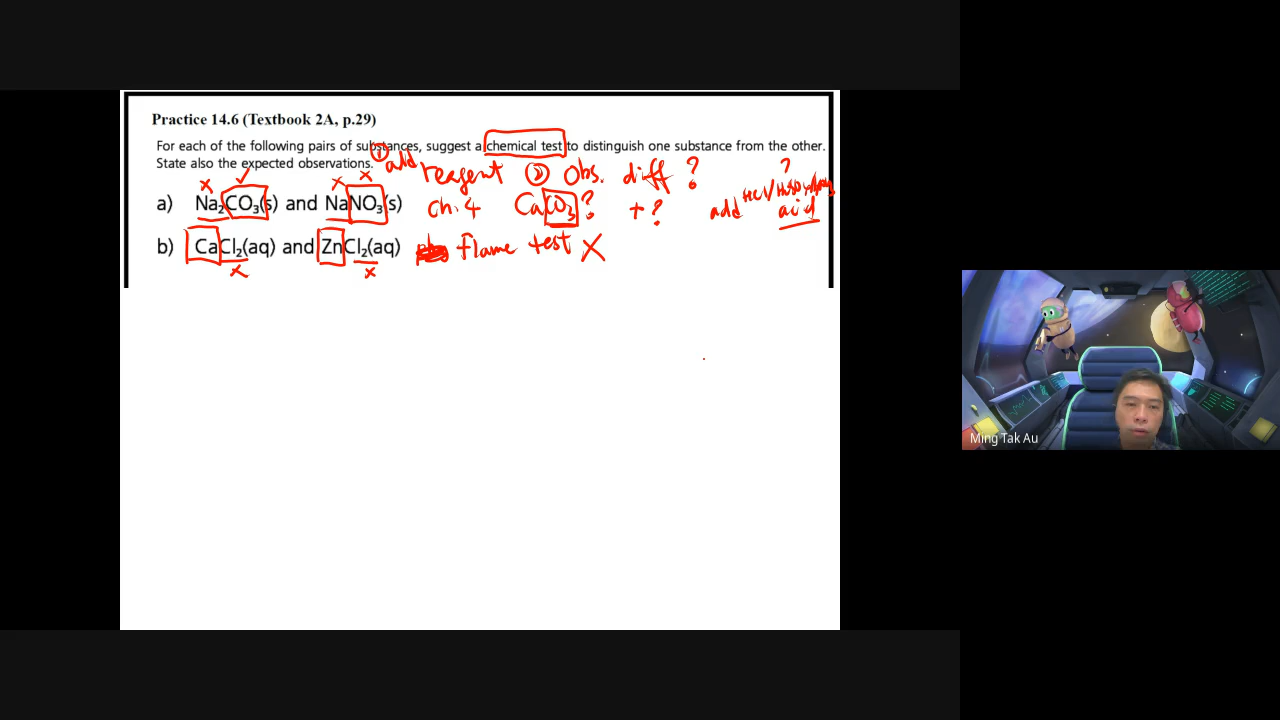 Practice 14.6 (Textbook 2A, p.29)
For each of the following pairs of substances, suggest a chemical test to distinguish one substance from the other.
State also the expected observations. ① add reagent ② Obs. diff ?
a) Na₂CO₃(s) and NaNO₃(s) ch. 4 CaCO₃? + ? add acid ?
b) CaCl₂(aq) and ZnCl₂(aq) flame test X
Ming Tak Au